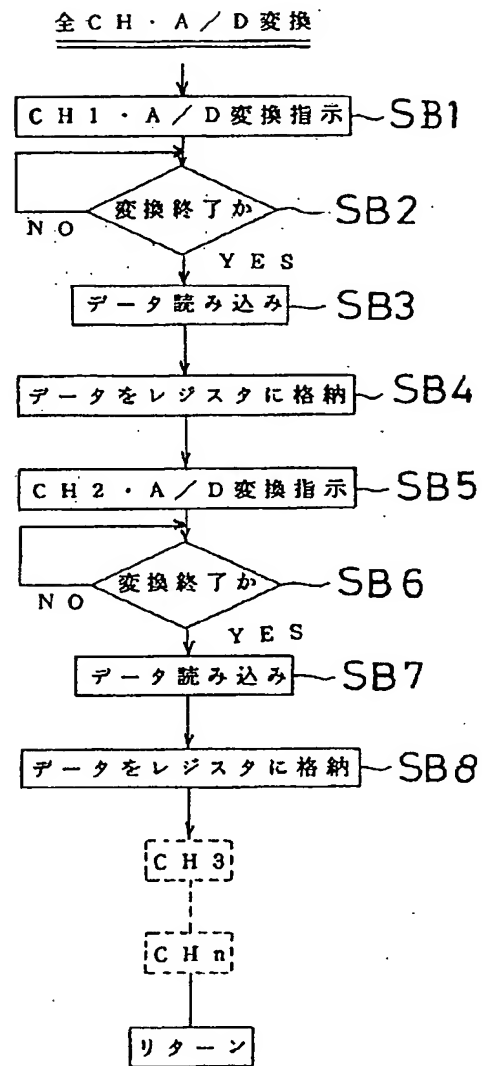 全CH・A/D変換
CH1・A/D変換指示 SB1
変換終了か SB2
NO
YES
データ読み込み SB3
データをレジスタに格納 SB4
CH2・A/D変換指示 SB5
変換終了か SB6
NO
YES
データ読み込み SB7
データをレジスタに格納 SB8
CH3
CHn
リターン